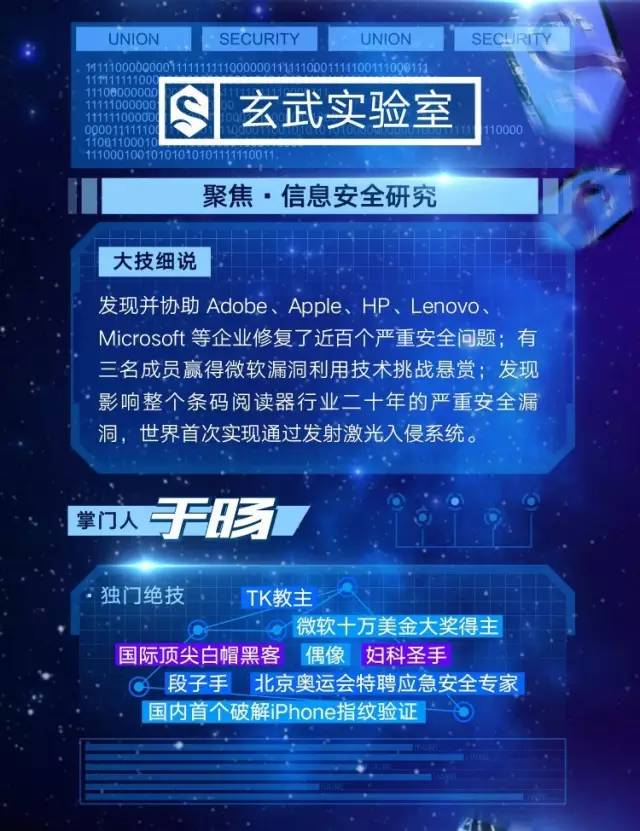 UNION SECURITY UNION SECURITY
玄武实验室
聚焦·信息安全研究
大技细说
发现并协助 Adobe、Apple、HP、Lenovo、
Microsoft 等企业修复了近百个严重安全问题；有
三名成员赢得微软漏洞利用技术挑战悬赏；发现
影响整个条码阅读器行业二十年的严重安全漏
洞，世界首次实现通过发射激光入侵系统。
掌门人 于旸
·独门绝技
TK教主
微软十万美金大奖得主
国际顶尖白帽黑客 偶像 妇科圣手
段子手 北京奥运会特聘应急安全专家
国内首个破解iPhone指纹验证